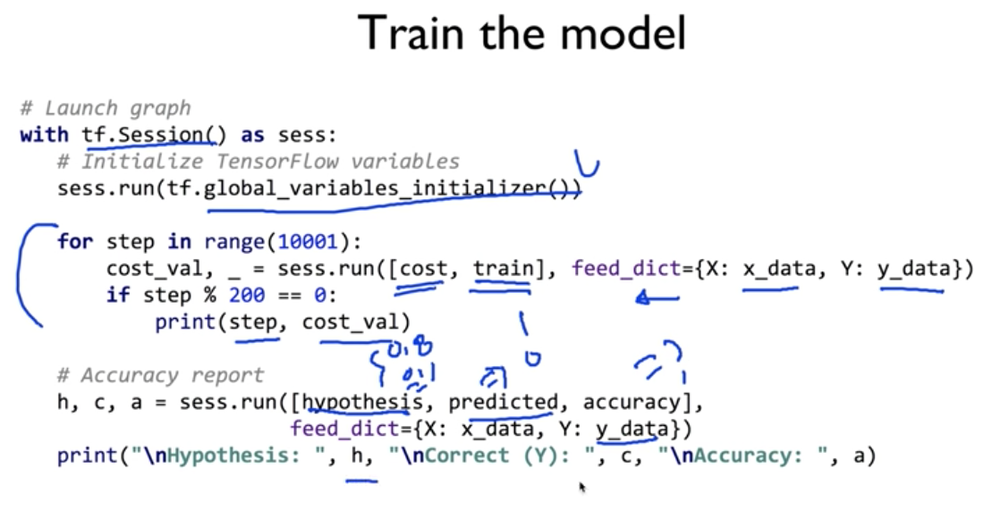 Train the model
# Launch graph
with tf.Session() as sess:
# Initialize TensorFlow variables
sess.run(tf.global_variables_initializer())
for step in range(10001):
cost_val, _ = sess.run([cost, train], feed_dict={X: x_data, Y: y_data})
if step % 200 == 0:
print(step, cost_val)
1
0.8
0
0.1
# Accuracy report
h, c, a = sess.run([hypothesis, predicted, accuracy],
feed_dict={X: x_data, Y: y_data})
print("\nHypothesis: ", h, "\nCorrect (Y): ", c, "\nAccuracy: ", a)